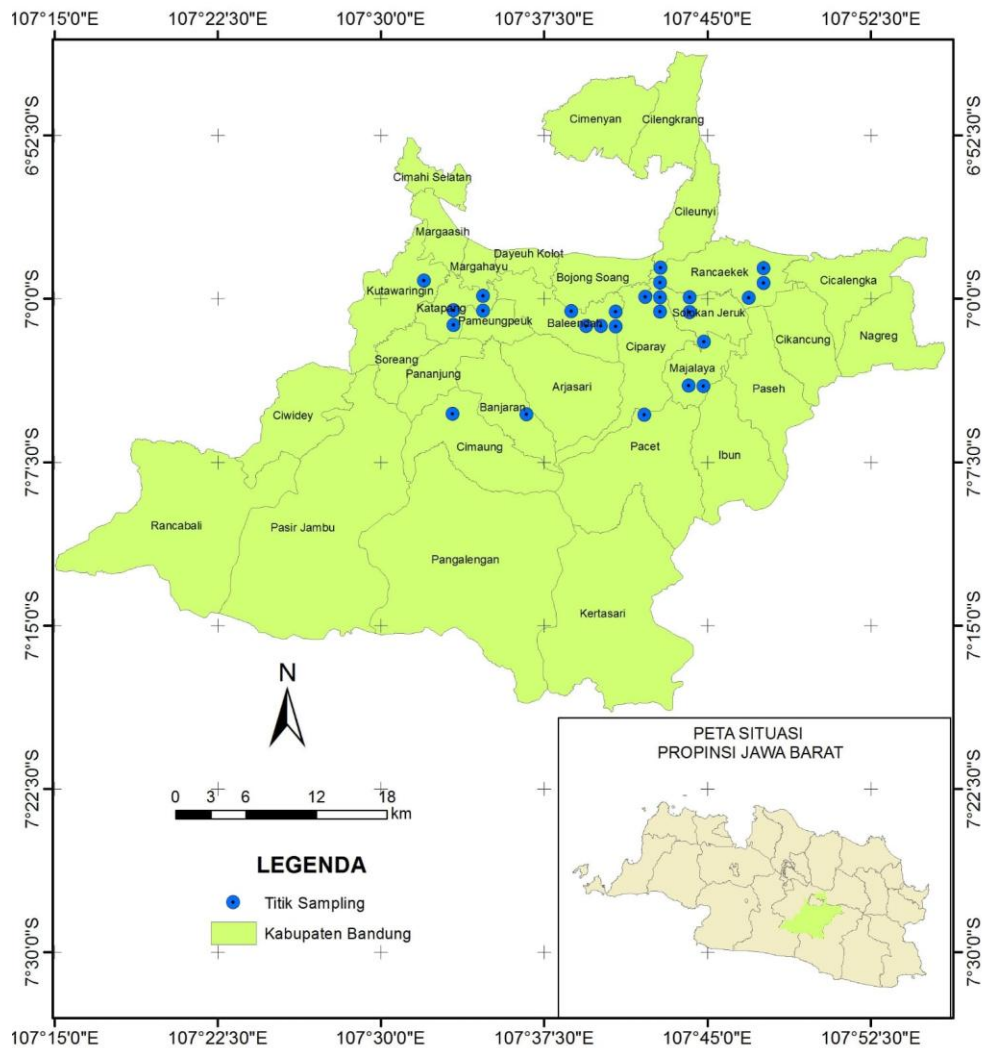 107°15'0"E 107°22'30"E 107°30'0"E 107°37'30"E 107°45'0"E 107°52'30"E
6°52'30"S 6°52'30"S
7°0'0"S 7°0'0"S
7°7'30"S 7°7'30"S
7°15'0"S 7°15'0"S
7°22'30"S 7°22'30"S
7°30'0"S 7°30'0"S
Cimenyan
Cilengkrang
Cimahi Selatan
Cileunyi
Margaasih
Dayeuh Kolot
Margahayu
Bojong Soang
Rancaekek
Cicalengka
Kutawaringin
Katapang
Pameungpeuk
Baleendah
Solokan Jeruk
Cikancung
Nagreg
Ciparay
Soreang
Pananjung
Arjasari
Majalaya
Paseh
Ciwidey
Banjaran
Cimaung
Pacet
Ibun
Rancabali
Pasir Jambu
Pangalengan
Kertasari
N
0 3 6 12 18
km
LEGENDA
Titik Sampling
Kabupaten Bandung
PETA SITUASI
PROPINSI JAWA BARAT
107°15'0"E 107°22'30"E 107°30'0"E 107°37'30"E 107°45'0"E 107°52'30"E